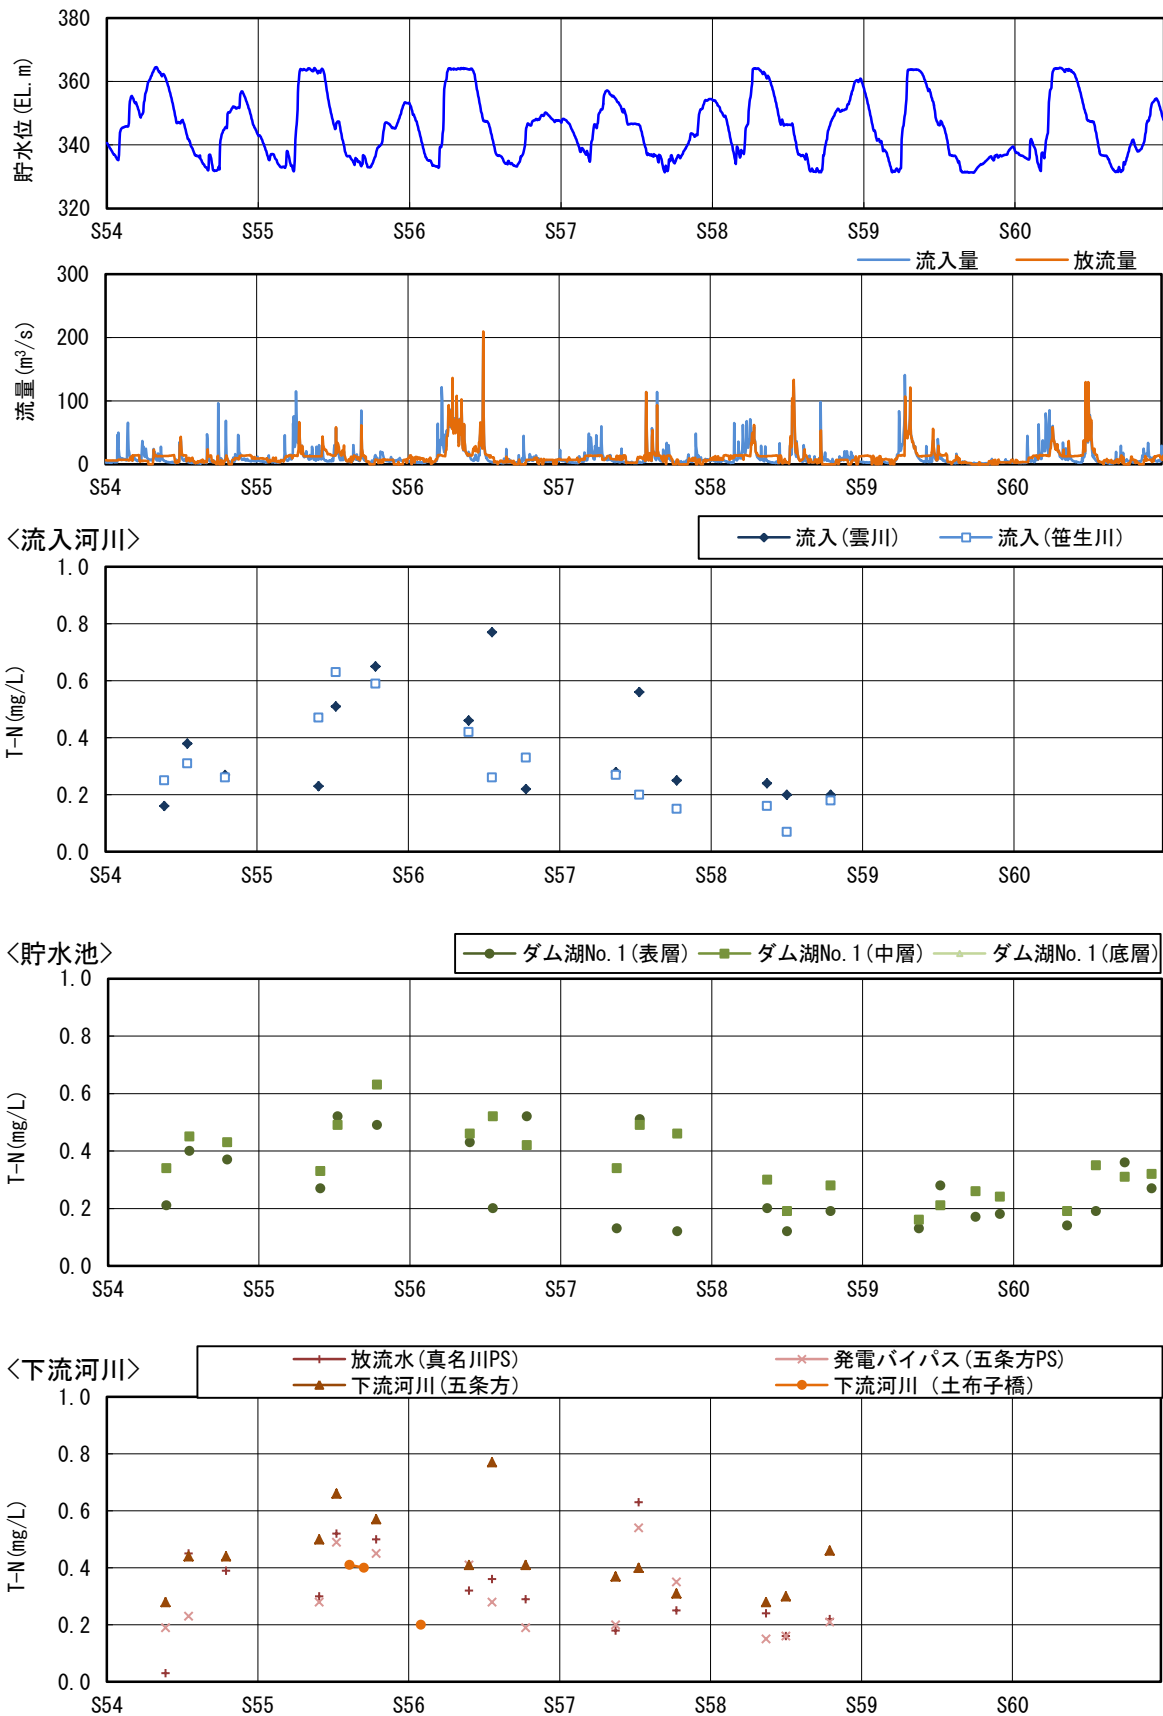 380
360
340
320
貯水位(EL.m)
S54 S55 S56 S57 S58 S59 S60
流入量 放流量
300
200
100
0
流量(m³/s)
S54 S55 S56 S57 S58 S59 S60
<流入河川>
流入(雲川) 流入(笹生川)
1.0
0.8
0.6
0.4
0.2
0.0
T-N(mg/L)
S54 S55 S56 S57 S58 S59 S60
<貯水池>
ダム湖No.1(表層) ダム湖No.1(中層) ダム湖No.1(底層)
1.0
0.8
0.6
0.4
0.2
0.0
T-N(mg/L)
S54 S55 S56 S57 S58 S59 S60
<下流河川>
放流水(真名川PS) 発電バイパス(五条方PS)
下流河川(五条方) 下流河川 (土布子橋)
1.0
0.8
0.6
0.4
0.2
0.0
T-N(mg/L)
S54 S55 S56 S57 S58 S59 S60